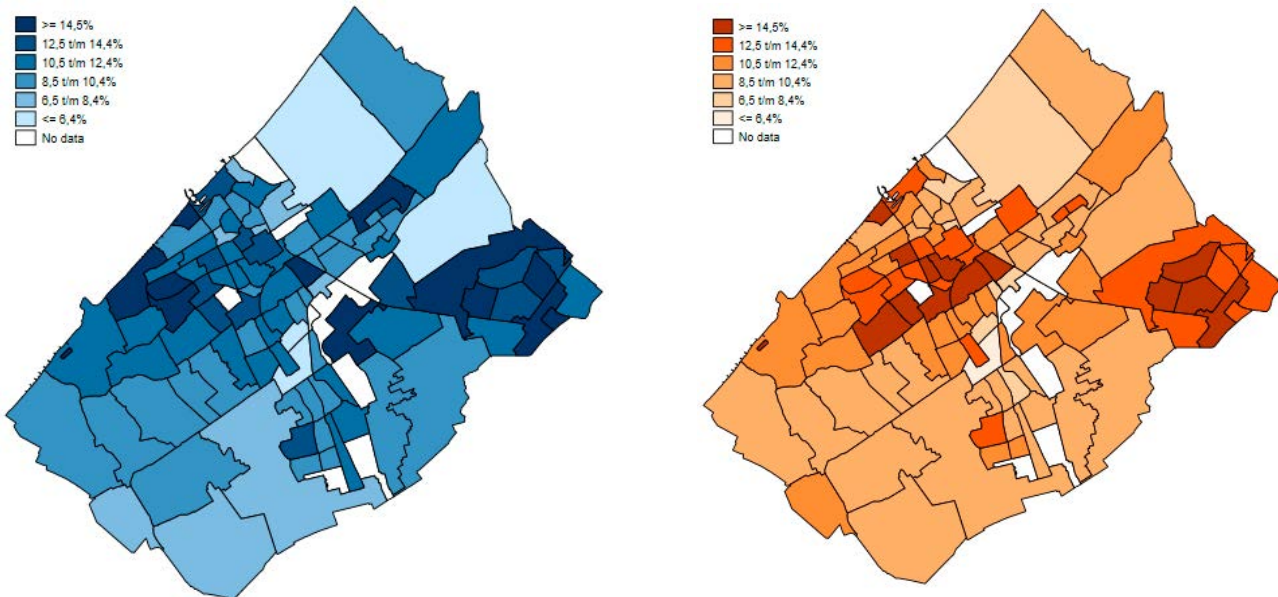 >= 14,5%
12,5 t/m 14,4%
10,5 t/m 12,4%
8,5 t/m 10,4%
6,5 t/m 8,4%
<= 6,4%
No data
>= 14,5%
12,5 t/m 14,4%
10,5 t/m 12,4%
8,5 t/m 10,4%
6,5 t/m 8,4%
<= 6,4%
No data